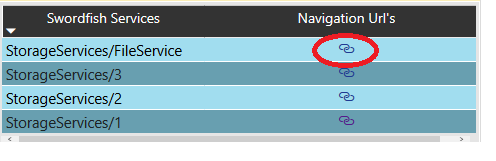 Swordfish Services Navigation Url's
StorageServices/FileService
StorageServices/3
StorageServices/2
StorageServices/1